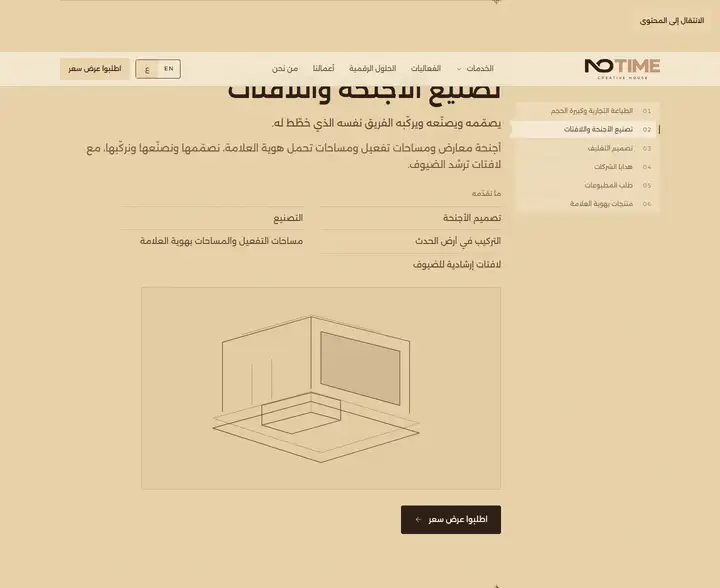 الانتقال إلى المحتوى
NOTIME
CREATIVE HOUSE
الخدمات
الفعاليات
الحلول الرقمية
أعمالنا
من نحن
EN
ع
اطلبوا عرض سعر
01 الطباعة التجارية وكبيرة الحجم
02 تصنيع الأجنحة واللافتات
03 تصميم التغليف
04 هدايا الشركات
05 طلب المطبوعات
06 منتجات بهوية العلامة
تصنيع الأجنحة واللافتات
يصمّمه ويصنّعه ويركّبه الفريق نفسه الذي خطّط له.
أجنحة معارض ومساحات تفعيل ومساحات تحمل هوية العلامة، نصمّمها ونصنّعها ونركّبها، مع
لافتات ترشد الضيوف.
ما نقدّمه
تصميم الأجنحة
التصنيع
التركيب في أرض الحدث
مساحات التفعيل والمساحات بهوية العلامة
لافتات إرشادية للضيوف
اطلبوا عرض سعر ←